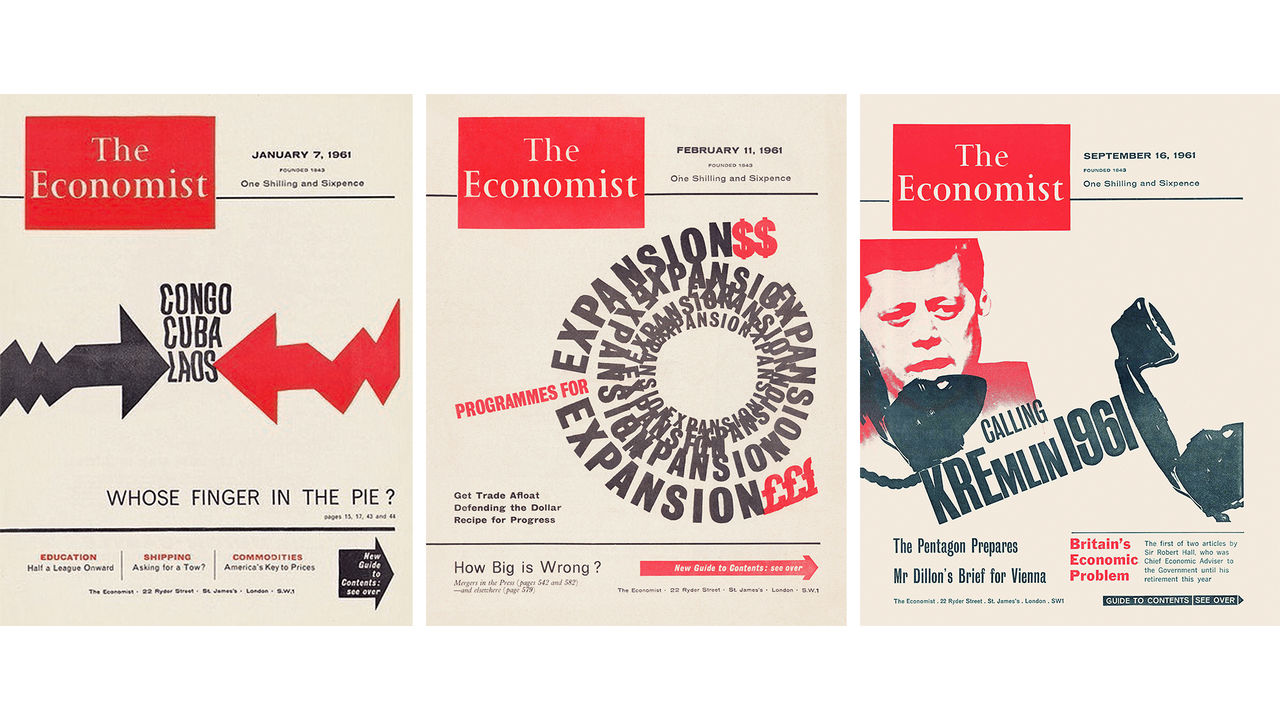 The
Economist
JANUARY 7, 1961
FOUNDED 1843
One Shilling and Sixpence
CONGO
CUBA
LAOS
WHOSE FINGER IN THE PIE?
pages 15, 17, 43 and 44
EDUCATION
Half a League Onward
SHIPPING
Asking for a Tow?
COMMODITIES
America's Key to Prices
New
Guide
to
Contents:
see over
The Economist · 22 Ryder Street · St. James's · London · S.W.1
The
Economist
FEBRUARY 11, 1961
FOUNDED 1843
One Shilling and Sixpence
PROGRAMMES FOR
EXPANSION$$
EXPANSION
EXPANSION
EXPANSION
EXPANSION
EXPANSION
EXPANSION
EXPANSION
EXPANSION£££
Get Trade Afloat
Defending the Dollar
Recipe for Progress
How Big is Wrong?
Mergers in the Press (pages 542 and 582)
—and elsewhere (page 579)
New Guide to Contents: see over
The Economist · 22 Ryder Street · St. James's · London · S.W.1
The
Economist
SEPTEMBER 16, 1961
FOUNDED 1843
One Shilling and Sixpence
CALLING
KREMLIN 1961
The Pentagon Prepares
Mr Dillon's Brief for Vienna
Britain's
Economic
Problem
The first of two articles by
Sir Robert Hall, who was
Chief Economic Adviser to
the Government until his
retirement this year
The Economist . 22 Ryder Street . St. James's . London . SW1
GUIDE TO CONTENTS SEE OVER